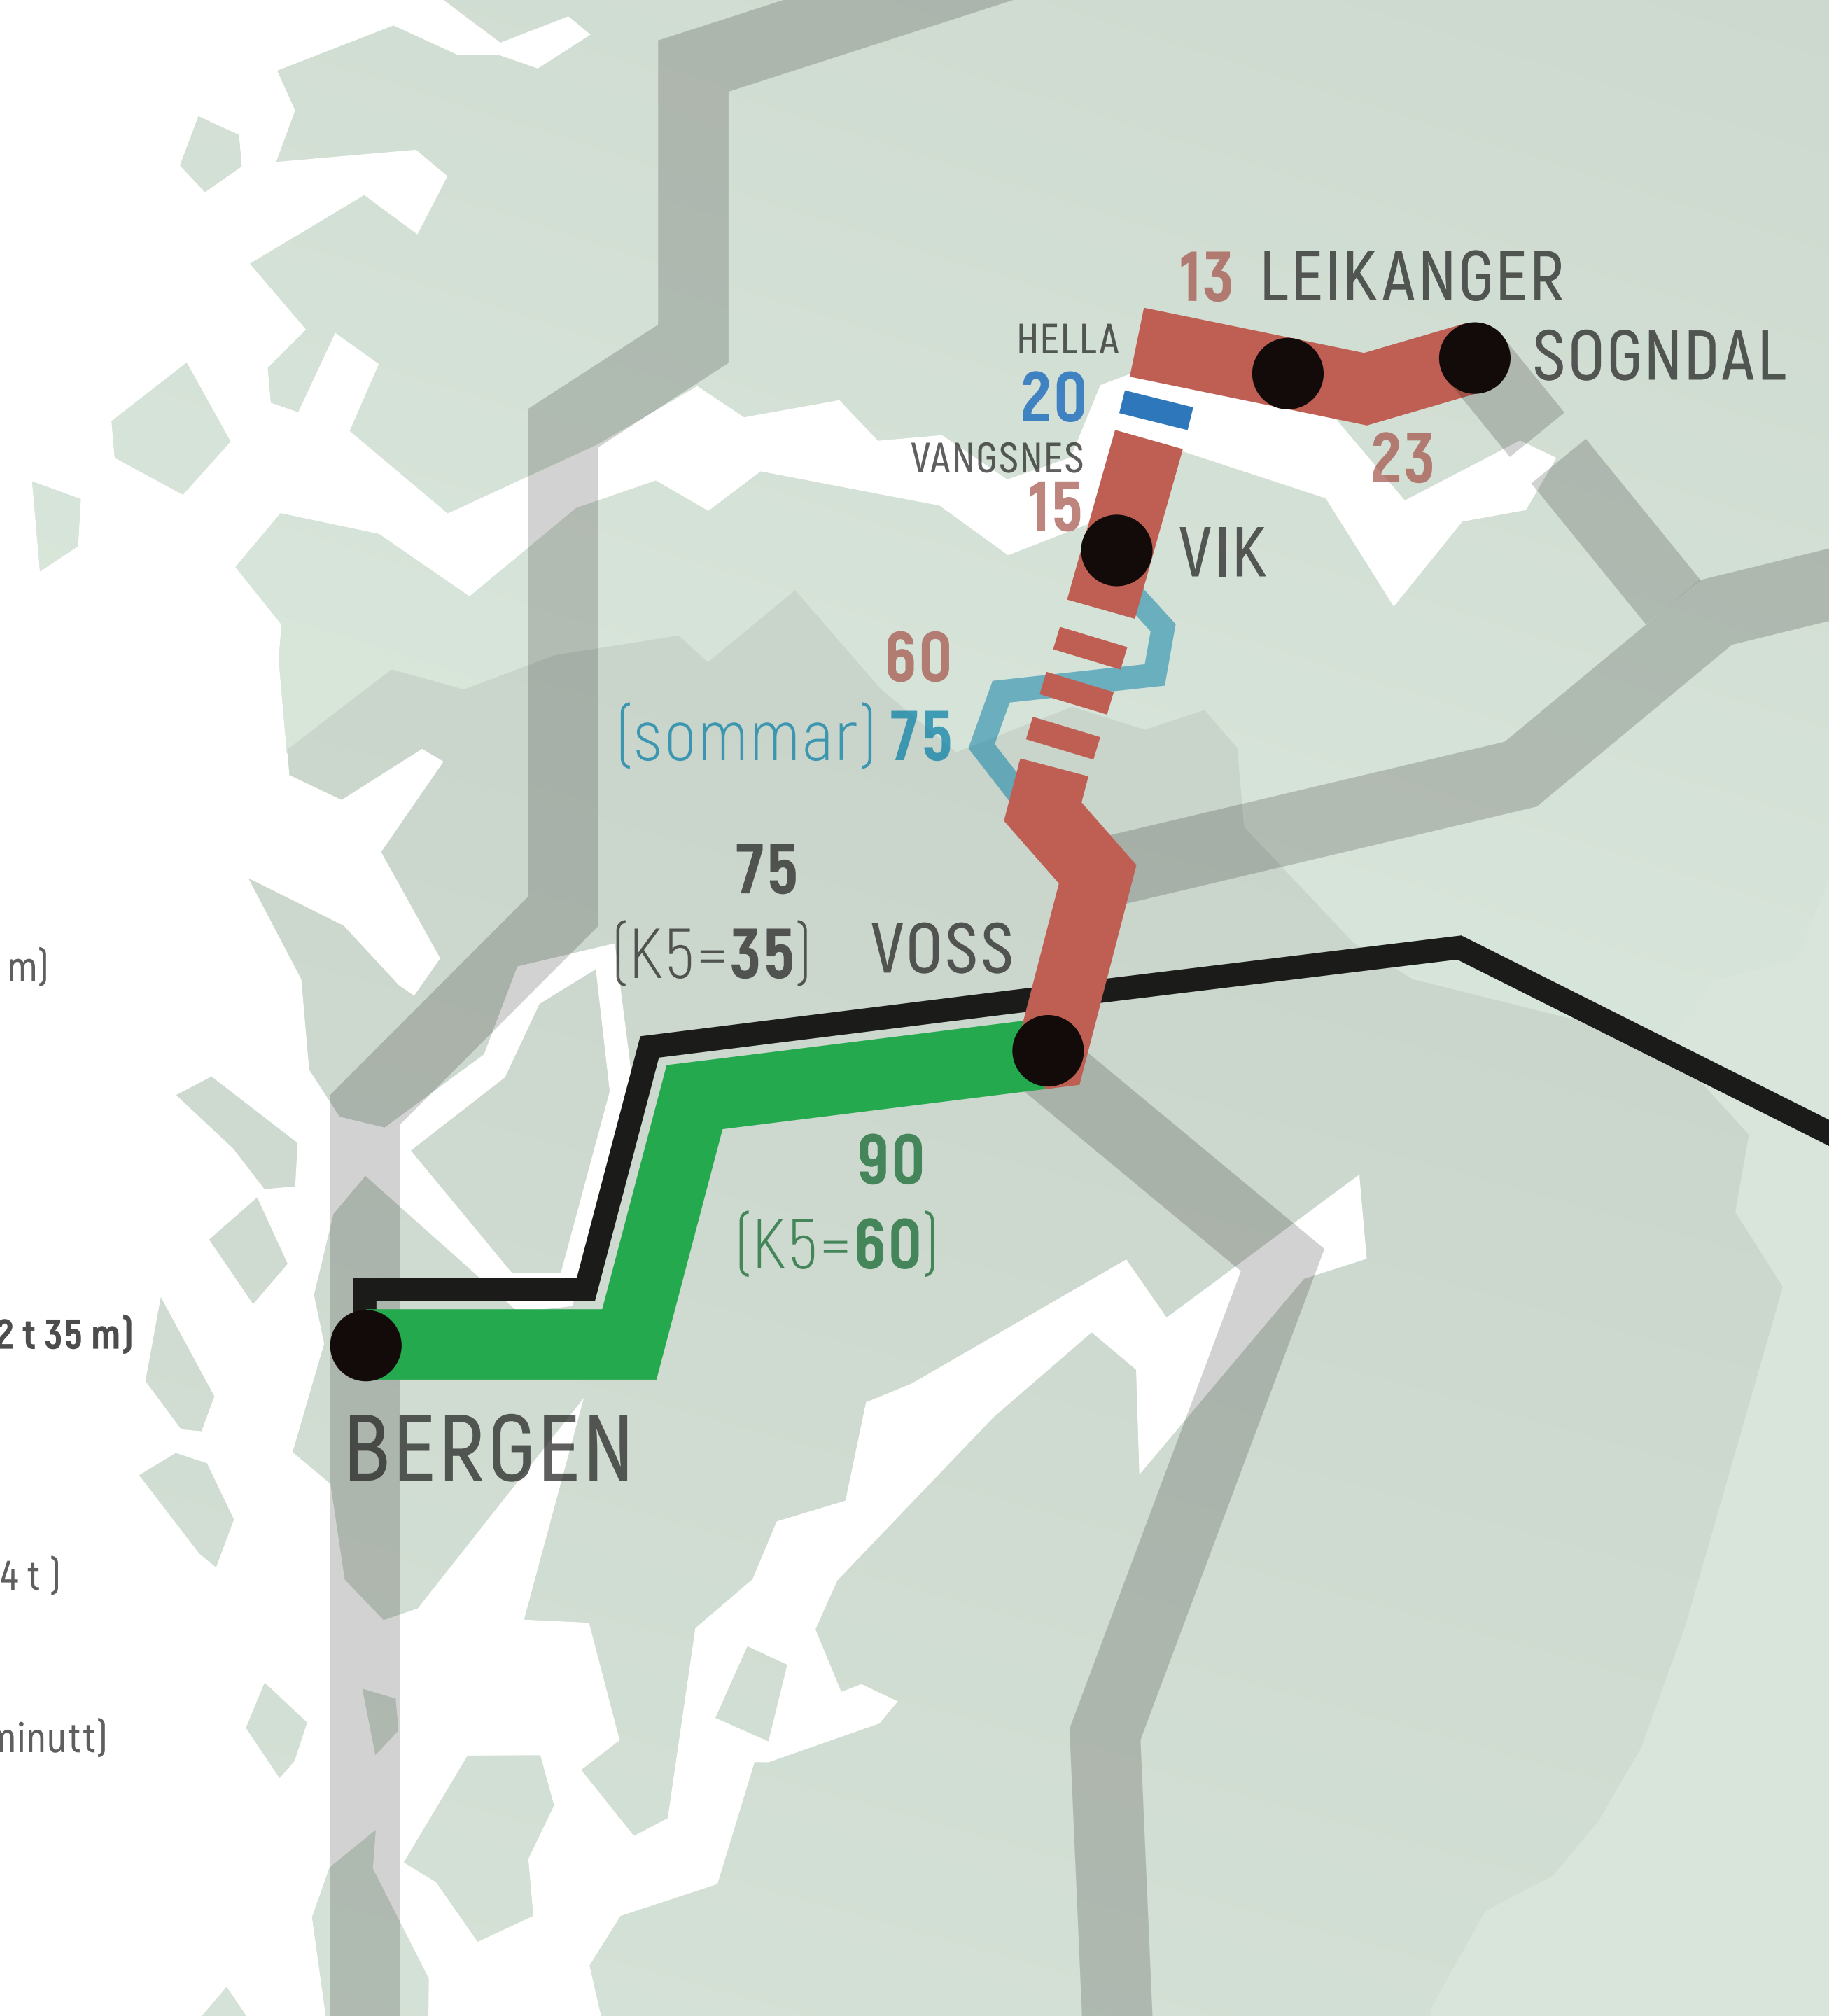 13 LEIKANGER
HELLA
SOGNDAL
20
VANGSNES
23
15
VIK
60
(sommar) 75
75
(K5=35)
VOSS
m)
90
(K5=60)
2 t 35 m)
BERGEN
4 t )
minutt)